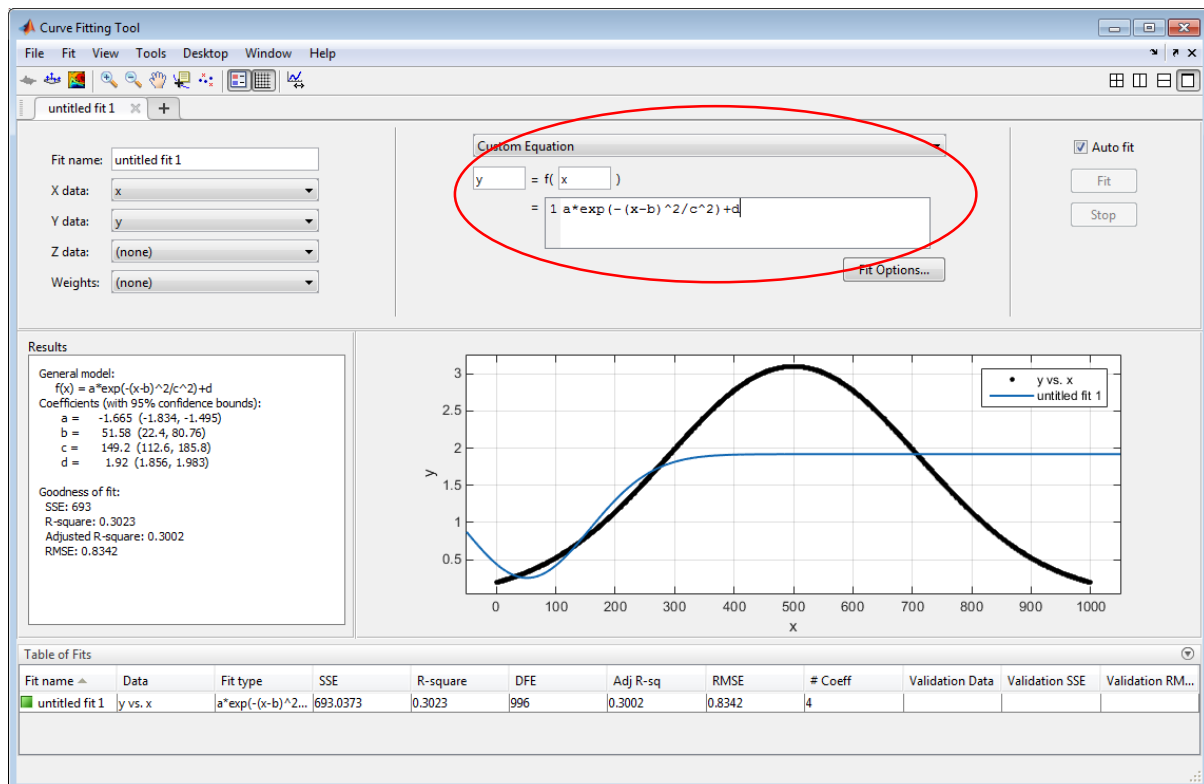 Curve Fitting Tool
File Fit View Tools Desktop Window Help
untitled fit 1
Fit name: untitled fit 1
X data: x
Y data: y
Z data: (none)
Weights: (none)
Custom Equation
y = f( x )
= 1 a*exp(-(x-b)^2/c^2)+d
Fit Options...
Auto fit
Fit
Stop
Results
General model:
f(x) = a*exp(-(x-b)^2/c^2)+d
Coefficients (with 95% confidence bounds):
a = -1.665 (-1.834, -1.495)
b = 51.58 (22.4, 80.76)
c = 149.2 (112.6, 185.8)
d = 1.92 (1.856, 1.983)
Goodness of fit:
SSE: 693
R-square: 0.3023
Adjusted R-square: 0.3002
RMSE: 0.8342
y vs. x
untitled fit 1
3
2.5
2
1.5
1
0.5
y
0 100 200 300 400 500 600 700 800 900 1000
x
Table of Fits
Fit name Data Fit type SSE R-square DFE Adj R-sq RMSE # Coeff Validation Data Validation SSE Validation RM...
untitled fit 1 y vs. x a*exp(-(x-b)^2... 693.0373 0.3023 996 0.3002 0.8342 4